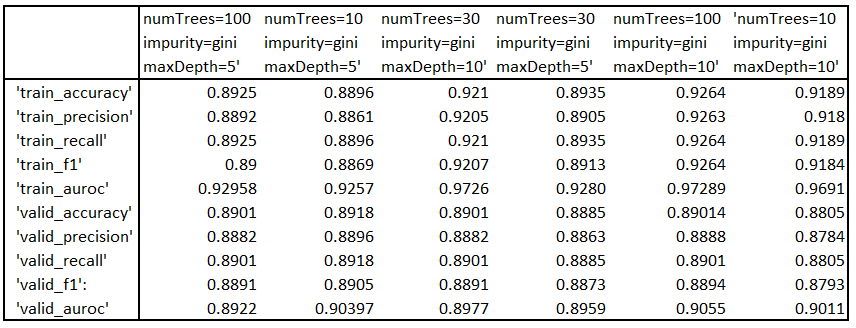 numTrees=100 numTrees=10 numTrees=30 numTrees=30 numTrees=100 'numTrees=10
impurity=gini impurity=gini impurity=gini impurity=gini impurity=gini impurity=gini
maxDepth=5' maxDepth=5' maxDepth=10' maxDepth=5' maxDepth=10' maxDepth=10'
'train_accuracy' 0.8925 0.8896 0.921 0.8935 0.9264 0.9189
'train_precision' 0.8892 0.8861 0.9205 0.8905 0.9263 0.918
'train_recall' 0.8925 0.8896 0.921 0.8935 0.9264 0.9189
'train_f1' 0.89 0.8869 0.9207 0.8913 0.9264 0.9184
'train_auroc' 0.92958 0.9257 0.9726 0.9280 0.97289 0.9691
'valid_accuracy' 0.8901 0.8918 0.8901 0.8885 0.89014 0.8805
'valid_precision' 0.8882 0.8896 0.8882 0.8863 0.8888 0.8784
'valid_recall' 0.8901 0.8918 0.8901 0.8885 0.8901 0.8805
'valid_f1': 0.8891 0.8905 0.8891 0.8873 0.8894 0.8793
'valid_auroc' 0.8922 0.90397 0.8977 0.8959 0.9055 0.9011